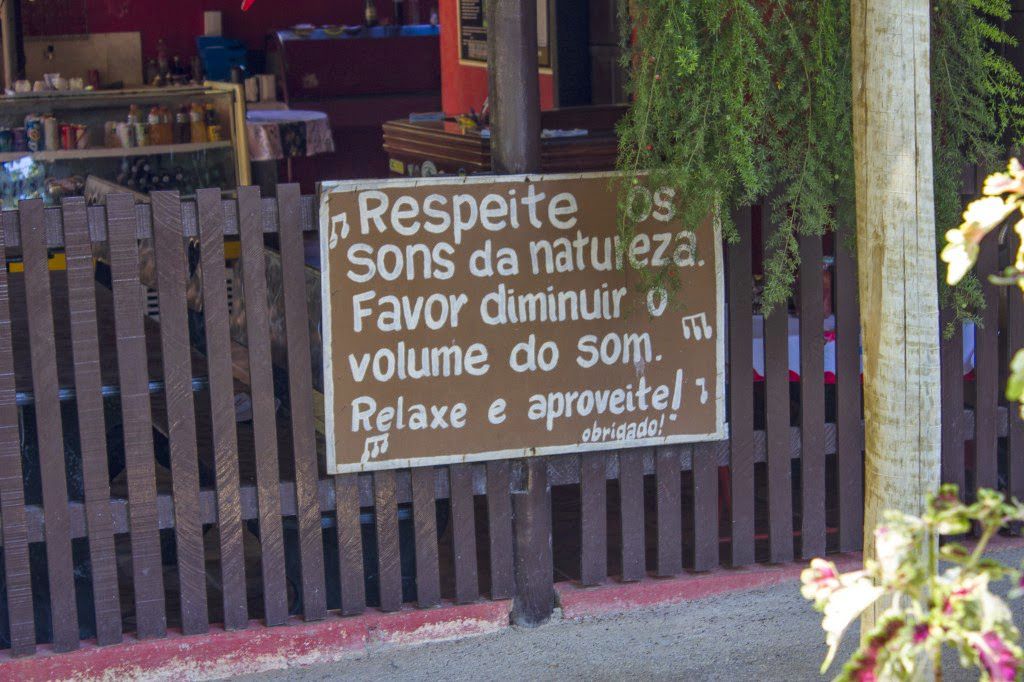 Respeite os
sons da natureza.
Favor diminuir o
volume do som.
Relaxe e aproveite!
obrigado!